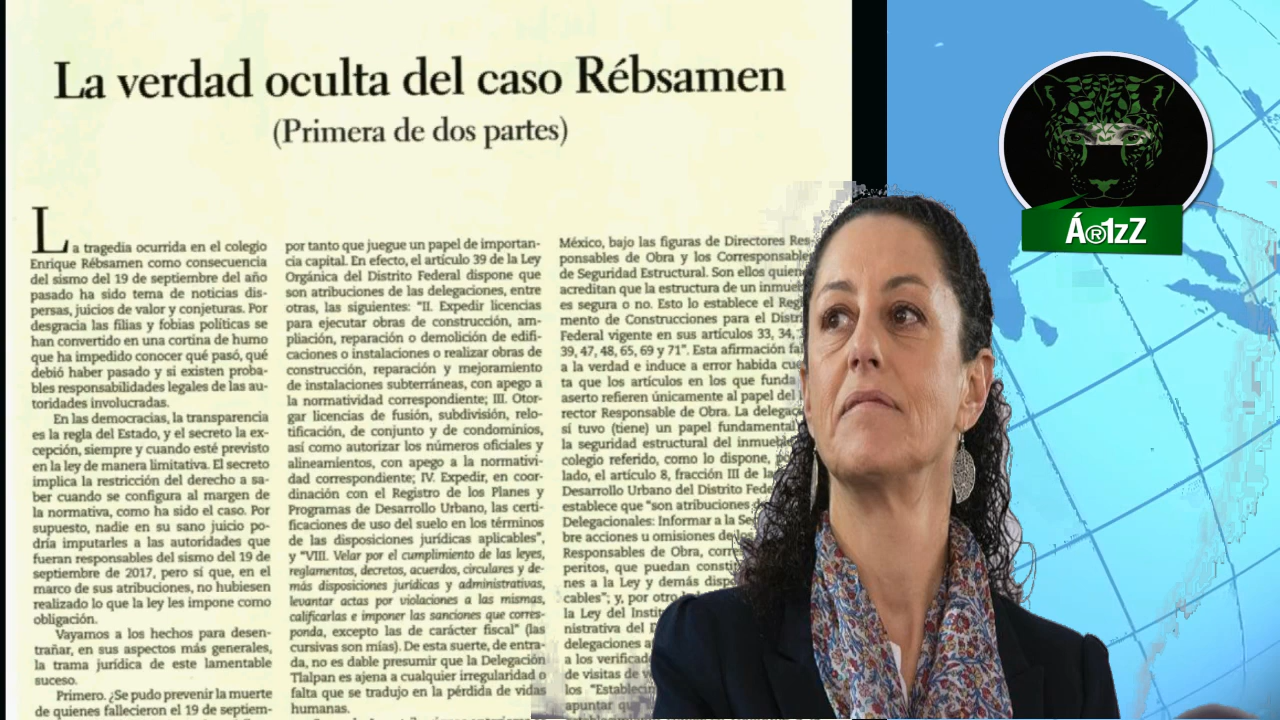 La verdad oculta del caso Rébsamen
(Primera de dos partes)
La tragedia ocurrida en el colegio
Enrique Rébsamen como consecuencia
del sismo del 19 de septiembre del año
pasado ha sido tema de noticias dis-
persas, juicios de valor y conjeturas. Por
desgracia las filias y fobias políticas se
han convertido en una cortina de humo
que ha impedido conocer qué pasó, qué
debió haber pasado y si existen proba-
bles responsabilidades legales de las au-
toridades involucradas.
En las democracias, la transparencia
es la regla del Estado, y el secreto la ex-
cepción, siempre y cuando esté previsto
en la ley de manera limitativa. El secreto
implica la restricción del derecho a sa-
ber cuando se configura al margen de
la normativa, como ha sido el caso. Por
supuesto, nadie en su sano juicio po-
dría imputarles a las autoridades que
fueran responsables del sismo del 19 de
septiembre de 2017, pero sí que, en el
marco de sus atribuciones, no hubiesen
realizado lo que la ley les impone como
obligación.
Vayamos a los hechos para desen-
trañar, en sus aspectos más generales,
la trama jurídica de este lamentable
suceso.
Primero. ¿Se pudo prevenir la muerte
de quienes fallecieron el 19 de septiem-
por tanto que juegue un papel de importan-
cia capital. En efecto, el artículo 39 de la Ley
Orgánica del Distrito Federal dispone que
son atribuciones de las delegaciones, entre
otras, las siguientes: “II. Expedir licencias
para ejecutar obras de construcción, am-
pliación, reparación o demolición de edifi-
caciones o instalaciones o realizar obras de
construcción, reparación y mejoramiento
de instalaciones subterráneas, con apego a
la normatividad correspondiente; III. Otor-
gar licencias de fusión, subdivisión, relo-
tificación, de conjunto y de condominios,
así como autorizar los números oficiales y
alineamientos, con apego a la normativi-
dad correspondiente; IV. Expedir, en coor-
dinación con el Registro de los Planes y
Programas de Desarrollo Urbano, las certi-
ficaciones de uso del suelo en los términos
de las disposiciones jurídicas aplicables”,
y “VIII. Velar por el cumplimiento de las leyes,
reglamentos, decretos, acuerdos, circulares y de-
más disposiciones jurídicas y administrativas,
levantar actas por violaciones a las mismas,
calificarlas e imponer las sanciones que corres-
ponda, excepto las de carácter fiscal” (las
cursivas son mías). De esta suerte, de entra-
da, no es dable presumir que la Delegación
Tlalpan es ajena a cualquier irregularidad o
falta que se tradujo en la pérdida de vidas
humanas.
México, bajo las figuras de Directores Res-
ponsables de Obra y los Corresponsable
de Seguridad Estructural. Son ellos quiene
acreditan que la estructura de un inmueb
es segura o no. Esto lo establece el Regl
mento de Construcciones para el Distri
Federal vigente en sus artículos 33, 34, 3
39, 47, 48, 65, 69 y 71”. Esta afirmación fal
a la verdad e induce a error habida cue
ta que los artículos en los que funda
aserto refieren únicamente al papel del
rector Responsable de Obra. La delegac
sí tuvo (tiene) un papel fundamental
la seguridad estructural del inmueble
colegio referido, como lo dispone, po
lado, el artículo 8, fracción III de la
Desarrollo Urbano del Distrito Fede
establece que “son atribuciones de
Delegacionales: Informar a la Sec
bre acciones u omisiones de los
Responsables de Obra, corres
peritos, que puedan constit
nes a la Ley y demás dispo
cables”; y, por otro
la Ley del Instit
nistrativa del D
delegaciones a
a los verificado
de visitas de v
los “Establecin
apuntar que
Á®1zZ